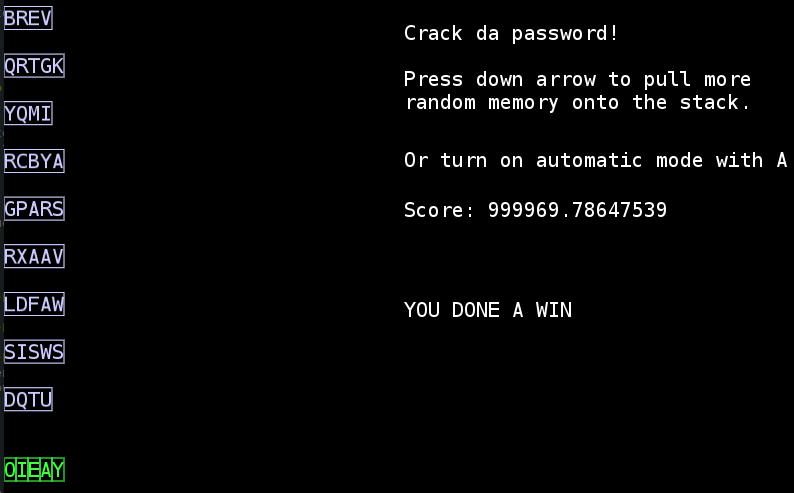 BREV
QRTGK
YQMI
RCBYA
GPARS
RXAAV
LDFAW
SISWS
DQTU
OIEAY
Crack da password!
Press down arrow to pull more
random memory onto the stack.
Or turn on automatic mode with A
Score: 999969.78647539
YOU DONE A WIN